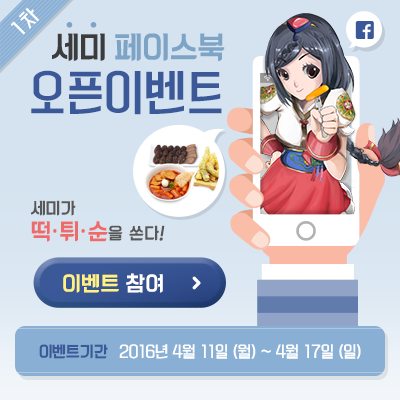 1차
세미 페이스북
오픈이벤트
세미가
떡·튀·순을 쏜다!
이벤트 참여
이벤트기간 2016년 4월 11일 (월) ~ 4월 17일 (일)